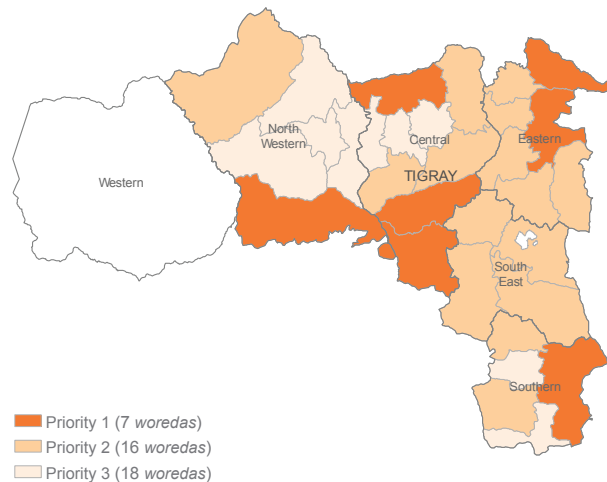 North
Western
Central
Eastern
Western
TIGRAY
South
East
Southern
Priority 1 (7 woredas)
Priority 2 (16 woredas)
Priority 3 (18 woredas)